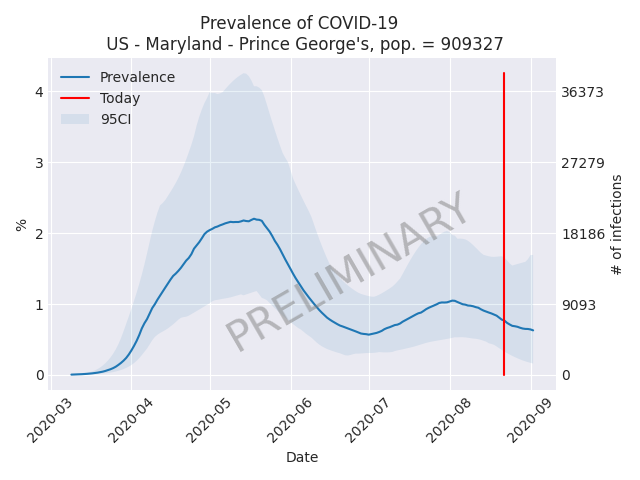 Prevalence of COVID-19
US - Maryland - Prince George's, pop. = 909327
Prevalence
Today
95CI
4
3
2
1
0
%
36373
27279
18186
9093
0
# of infections
PRELIMINARY
2020-03
2020-04
2020-05
2020-06
2020-07
2020-08
2020-09
Date